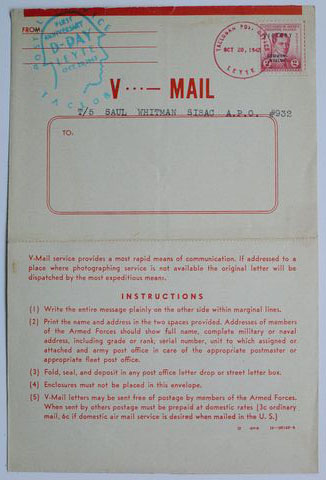 FROM
FIRST
ANNIVERSARY
D-DAY
LEYTE
TACLOBAN
OCT 20, 194
LEYTE
V···— MAIL
T/5 SAUL WHITMAN SISAC A.P.O. #932
TO:
V-Mail service provides a most rapid means of communication. If addressed to a
place where photographing service is not available the original letter will be
dispatched by the most expeditious means.
INSTRUCTIONS
(1) Write the entire message plainly on the other side within marginal lines.
(2) Print the name and address in the two spaces provided. Addresses of members
of the Armed Forces should show full name, complete military or naval
address, including grade or rank, serial number, unit to which assigned or
attached and army post office in care of the appropriate postmaster or
appropriate fleet post office.
(3) Fold, seal, and deposit in any post office letter drop or street letter box.
(4) Enclosures must not be placed in this envelope.
(5) V-Mail letters may be sent free of postage by members of the Armed Forces.
When sent by others postage must be prepaid at domestic rates (3c ordinary
mail, 6c if domestic air mail service is desired when mailed in the U. S.)